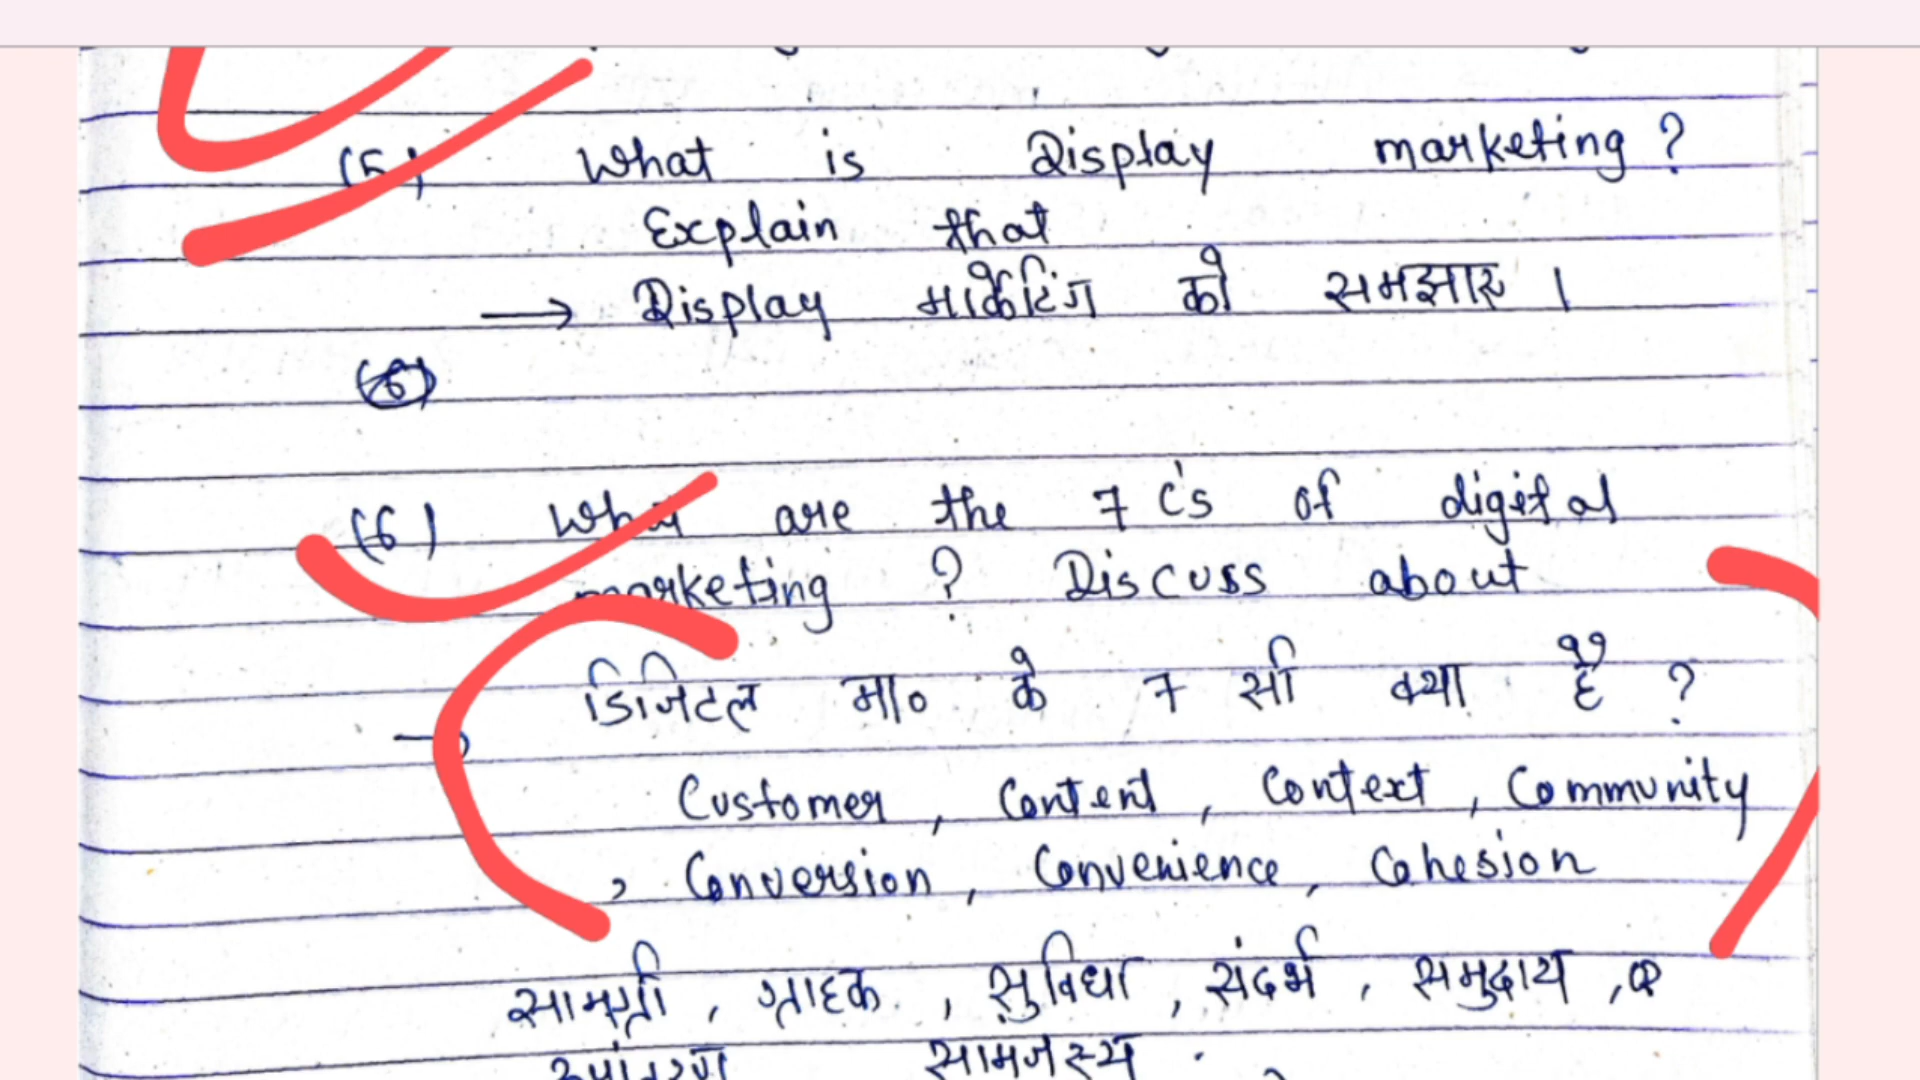 (5) What is Display marketing?
Explain that
→ Display मार्केटिंग को समझाए ।
(6) What are the 7 C's of digital
marketing ? Discuss about
→ डिजिटल मा० के 7 सी क्या है ?
Customer, Content, Context, Community
, Conversion, Convenience, Cohesion
सामग्री, ग्राहक, सुविधा, संदर्भ, समुदाय,
रूपांतरण सामंजस्य